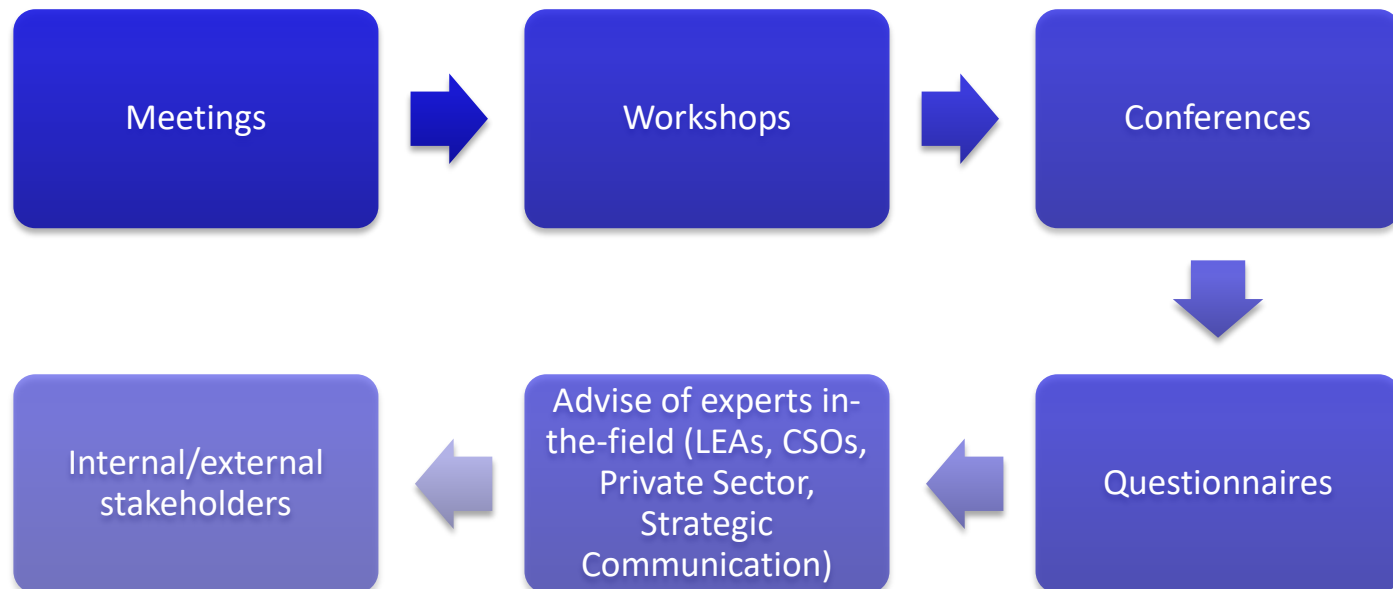 Meetings
Workshops
Conferences
Questionnaires
Advise of experts in-
the-field (LEAs, CSOs,
Private Sector,
Strategic
Communication)
Internal/external
stakeholders